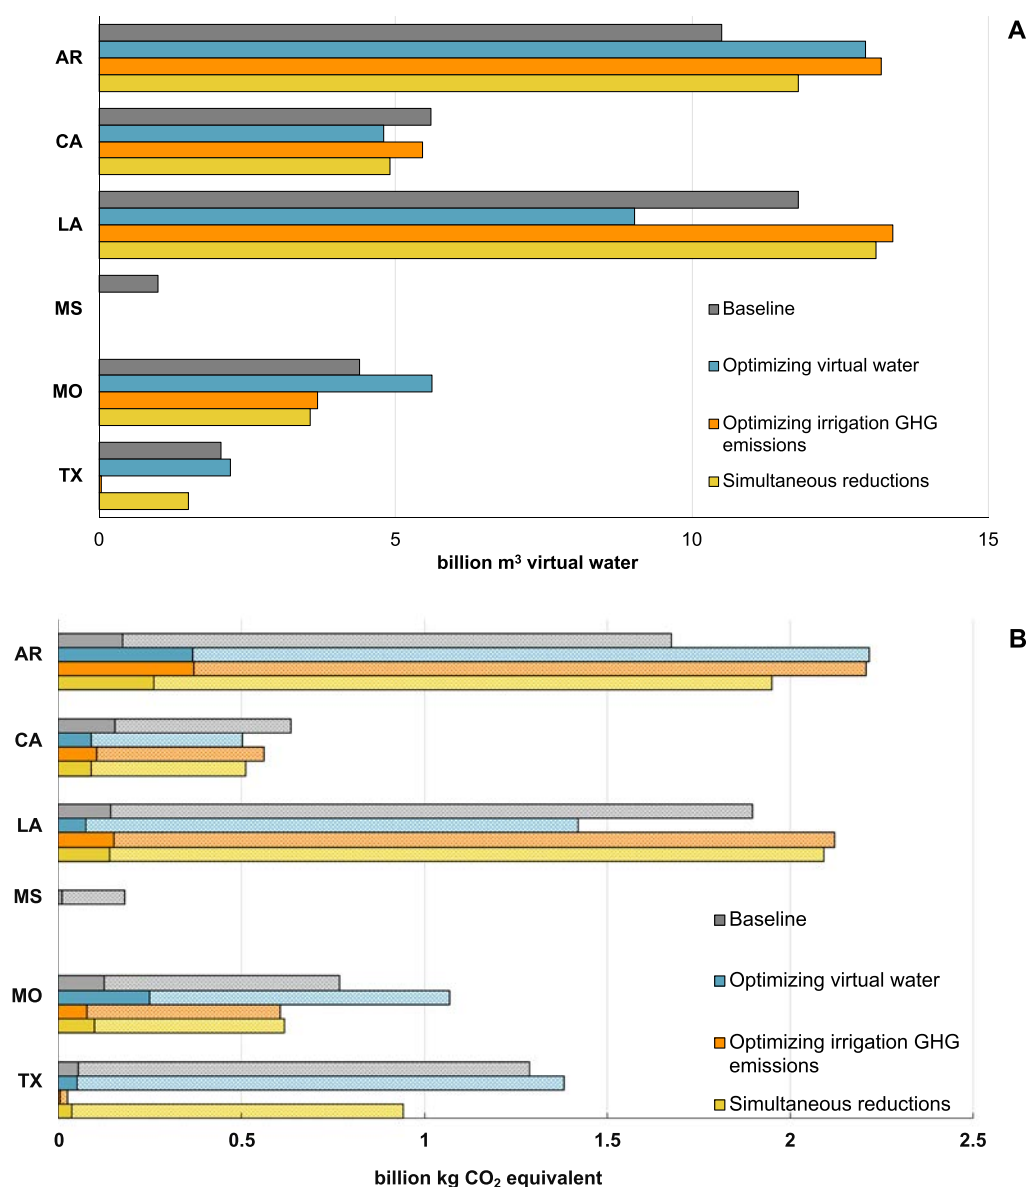 A
AR
CA
LA
MS
MO
TX
Baseline
Optimizing virtual water
Optimizing irrigation GHG
emissions
Simultaneous reductions
0 5 10 15
billion m³ virtual water
B
AR
CA
LA
MS
MO
TX
Baseline
Optimizing virtual water
Optimizing irrigation GHG
emissions
Simultaneous reductions
0 0.5 1 1.5 2 2.5
billion kg CO₂ equivalent